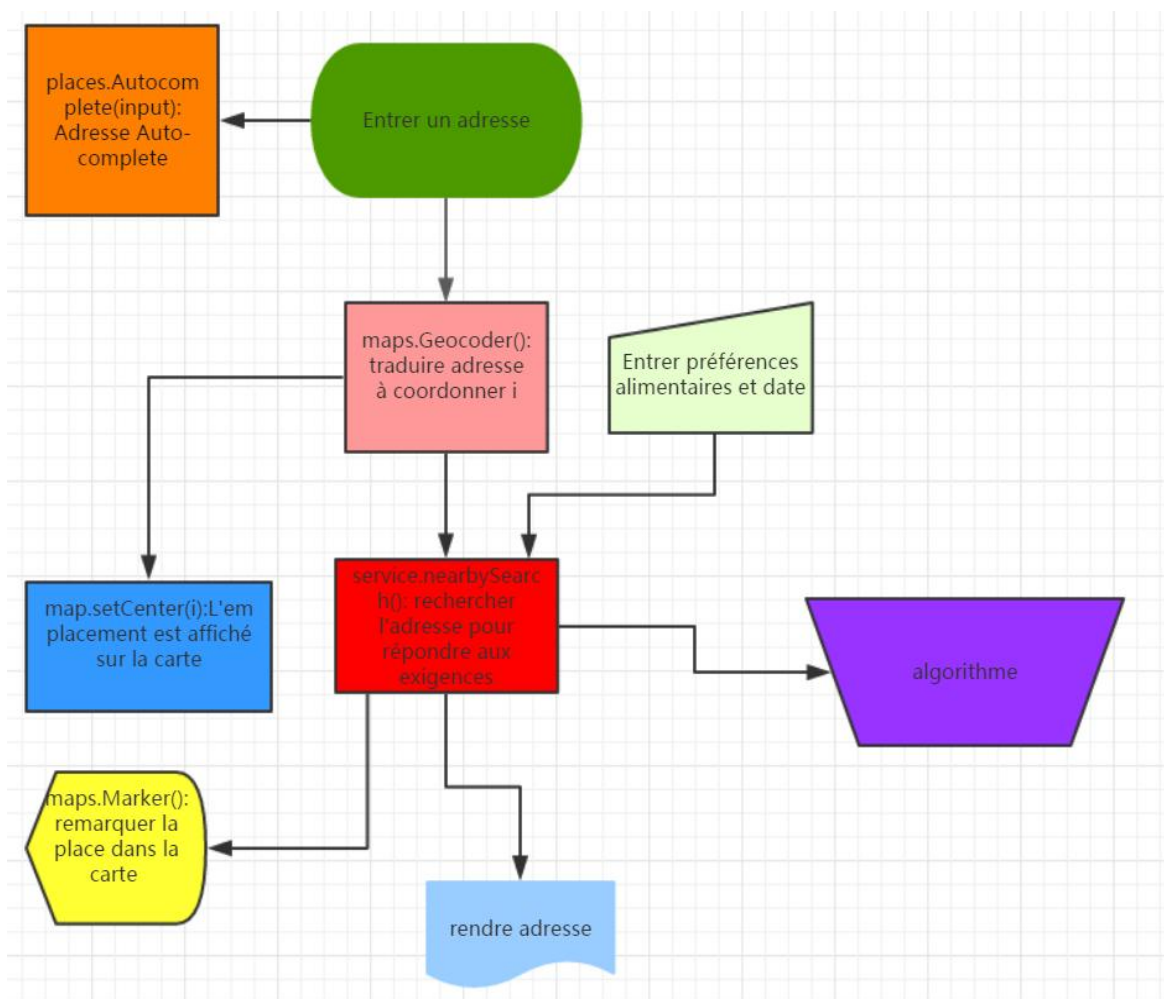 places.Autocom
plete(input):
Adresse Auto-
complete
Entrer un adresse
maps.Geocoder():
traduire adresse
à coordonner i
Entrer préférences
alimentaires et date
map.setCenter(i):L'em
placement est affiché
sur la carte
service.nearbySearc
h(): rechercher
l'adresse pour
répondre aux
exigences
algorithme
maps.Marker():
remarquer la
place dans la
carte
rendre adresse